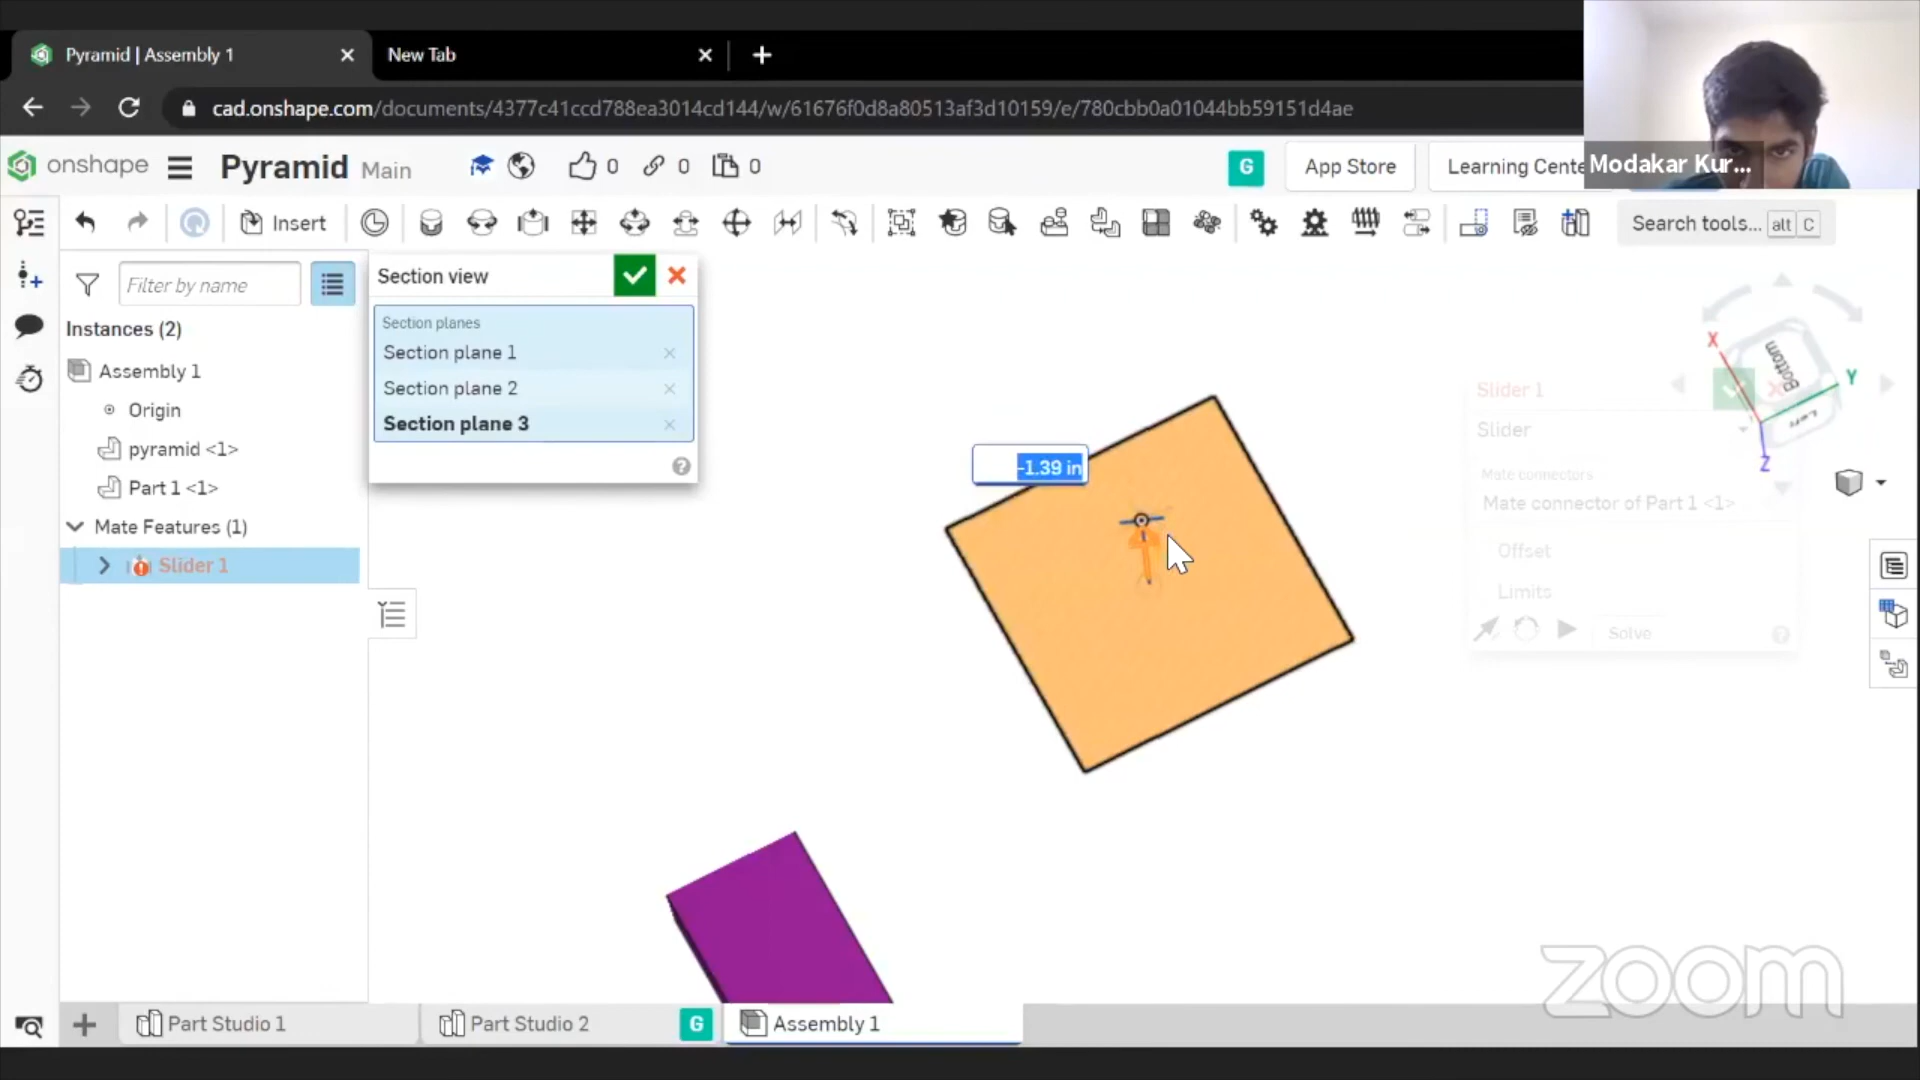 Pyramid | Assembly 1
New Tab
cad.onshape.com/documents/4377c41ccd788ea3014cd144/w/61676f0d8a80513af3d10159/e/780cbb0a01044bb59151d4ae
onshape
Pyramid Main
0
0
0
G
App Store
Learning Cente
Modakar Kur...
Insert
Search tools... alt C
Filter by name
Instances (2)
Assembly 1
Origin
pyramid <1>
Part 1 <1>
Mate Features (1)
Slider 1
Section view
Section planes
Section plane 1
Section plane 2
Section plane 3
-1.39 in
X
Y
Z
Bottom
Left
Slider 1
Slider
Mate connectors
Mate connector of Part 1 <1>
Offset
Limits
Solve
zoom
Part Studio 1
Part Studio 2
G
Assembly 1